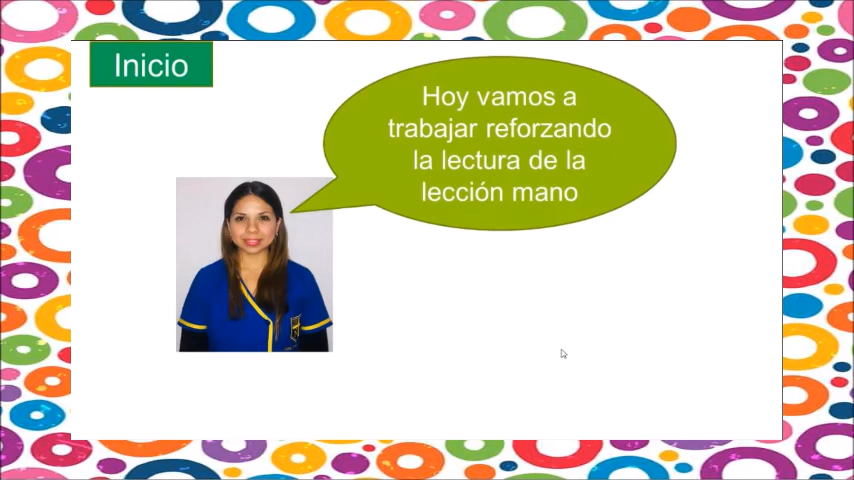 Inicio
Hoy vamos a
trabajar reforzando
la lectura de la
lección mano